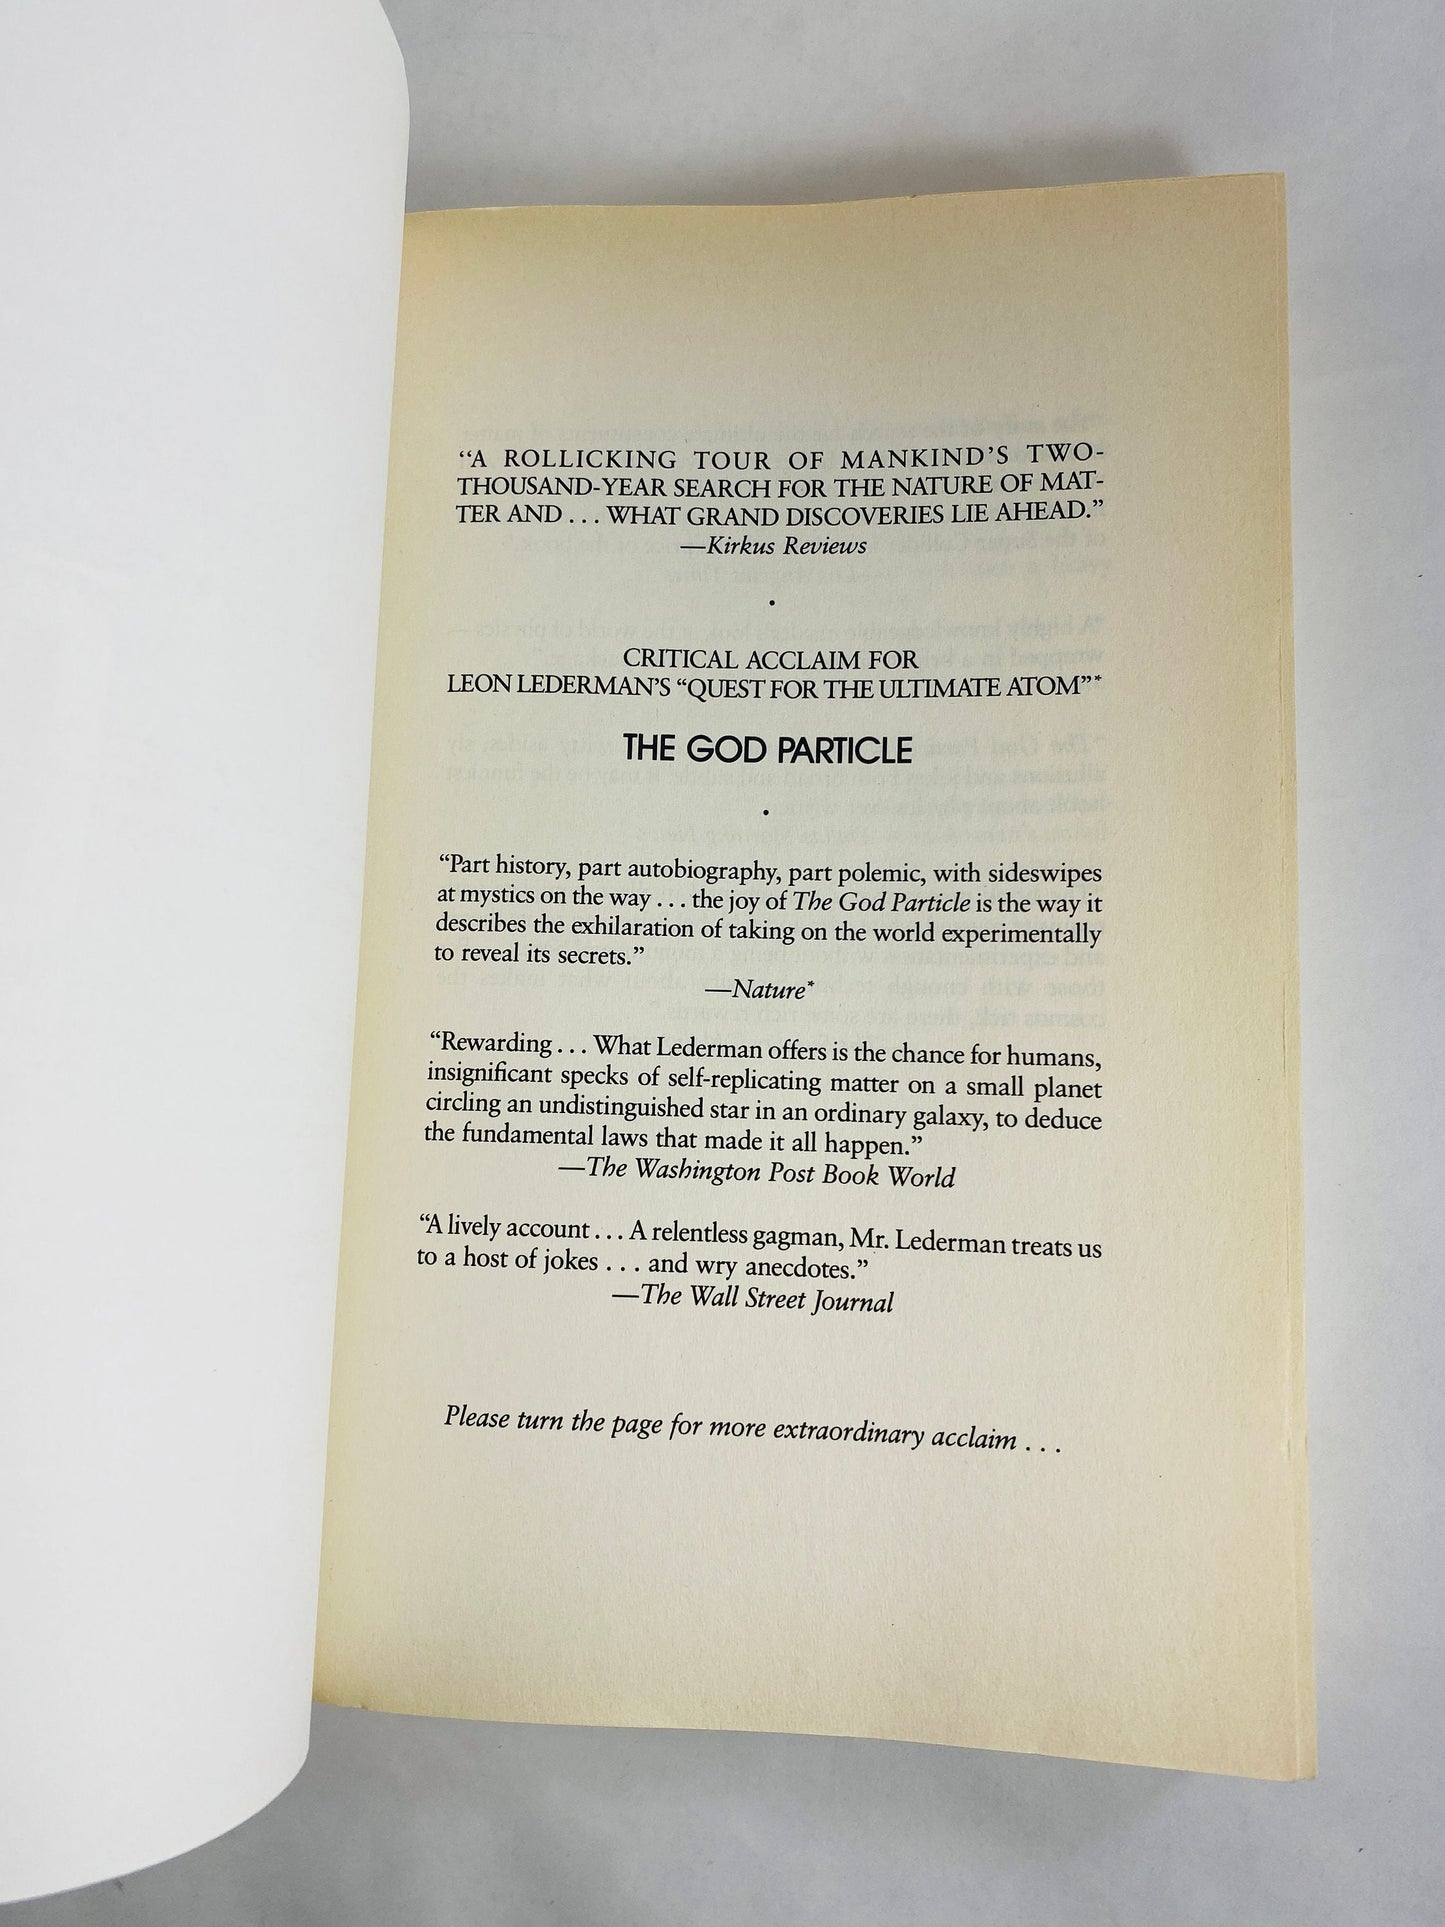 “A ROLLICKING TOUR OF MANKIND’S TWO-
THOUSAND-YEAR SEARCH FOR THE NATURE OF MAT-
TER AND . . . WHAT GRAND DISCOVERIES LIE AHEAD.”
—Kirkus Reviews
•
CRITICAL ACCLAIM FOR
LEON LEDERMAN’S “QUEST FOR THE ULTIMATE ATOM”*
THE GOD PARTICLE
•
“Part history, part autobiography, part polemic, with sideswipes
at mystics on the way . . . the joy of The God Particle is the way it
describes the exhilaration of taking on the world experimentally
to reveal its secrets.”
—Nature*
“Rewarding . . . What Lederman offers is the chance for humans,
insignificant specks of self-replicating matter on a small planet
circling an undistinguished star in an ordinary galaxy, to deduce
the fundamental laws that made it all happen.”
—The Washington Post Book World
“A lively account . . . A relentless gagman, Mr. Lederman treats us
to a host of jokes . . . and wry anecdotes.”
—The Wall Street Journal
Please turn the page for more extraordinary acclaim . . .